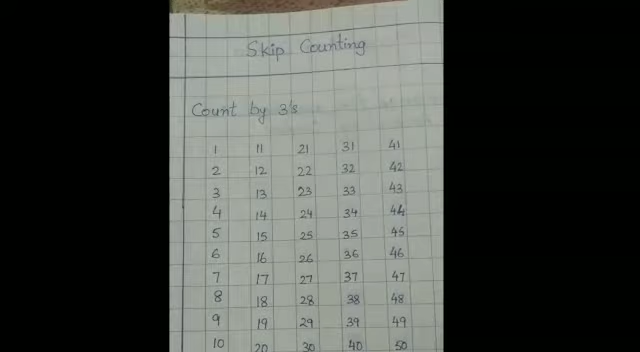 Skip Counting
Count by 3's
1 11 21 31 41
2 12 22 32 42
3 13 23 33 43
4 14 24 34 44
5 15 25 35 45
6 16 26 36 46
7 17 27 37 47
8 18 28 38 48
9 19 29 39 49
10 20 30 40 50